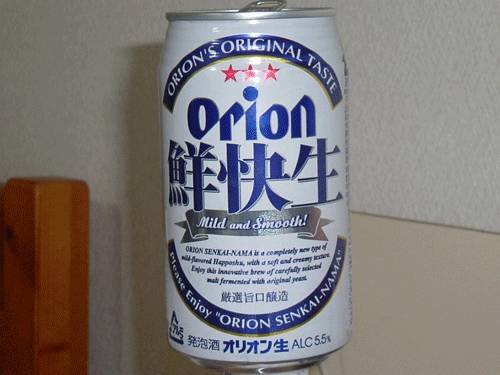 ORION'S ORIGINAL TASTE
Orion
鮮快生
Mild and Smooth!
ORION SENKAI-NAMA is a completely new type of
mild-flavored Happoshu, with a soft and creamy texture.
Enjoy this innovative brew of carefully selected
malt fermented with original yeast.
厳選旨口醸造
Please Enjoy "ORION SENKAI-NAMA"
アルミ
発泡酒 オリオン生 ALC 5.5%